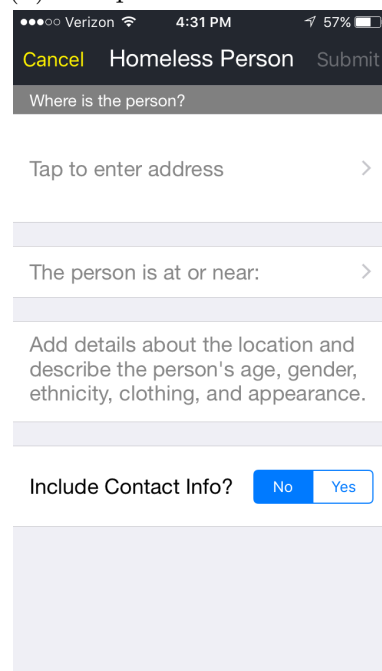 Verizon 4:31 PM 57%
Cancel Homeless Person Submit
Where is the person?
Tap to enter address
The person is at or near:
Add details about the location and
describe the person's age, gender,
ethnicity, clothing, and appearance.
Include Contact Info? No Yes